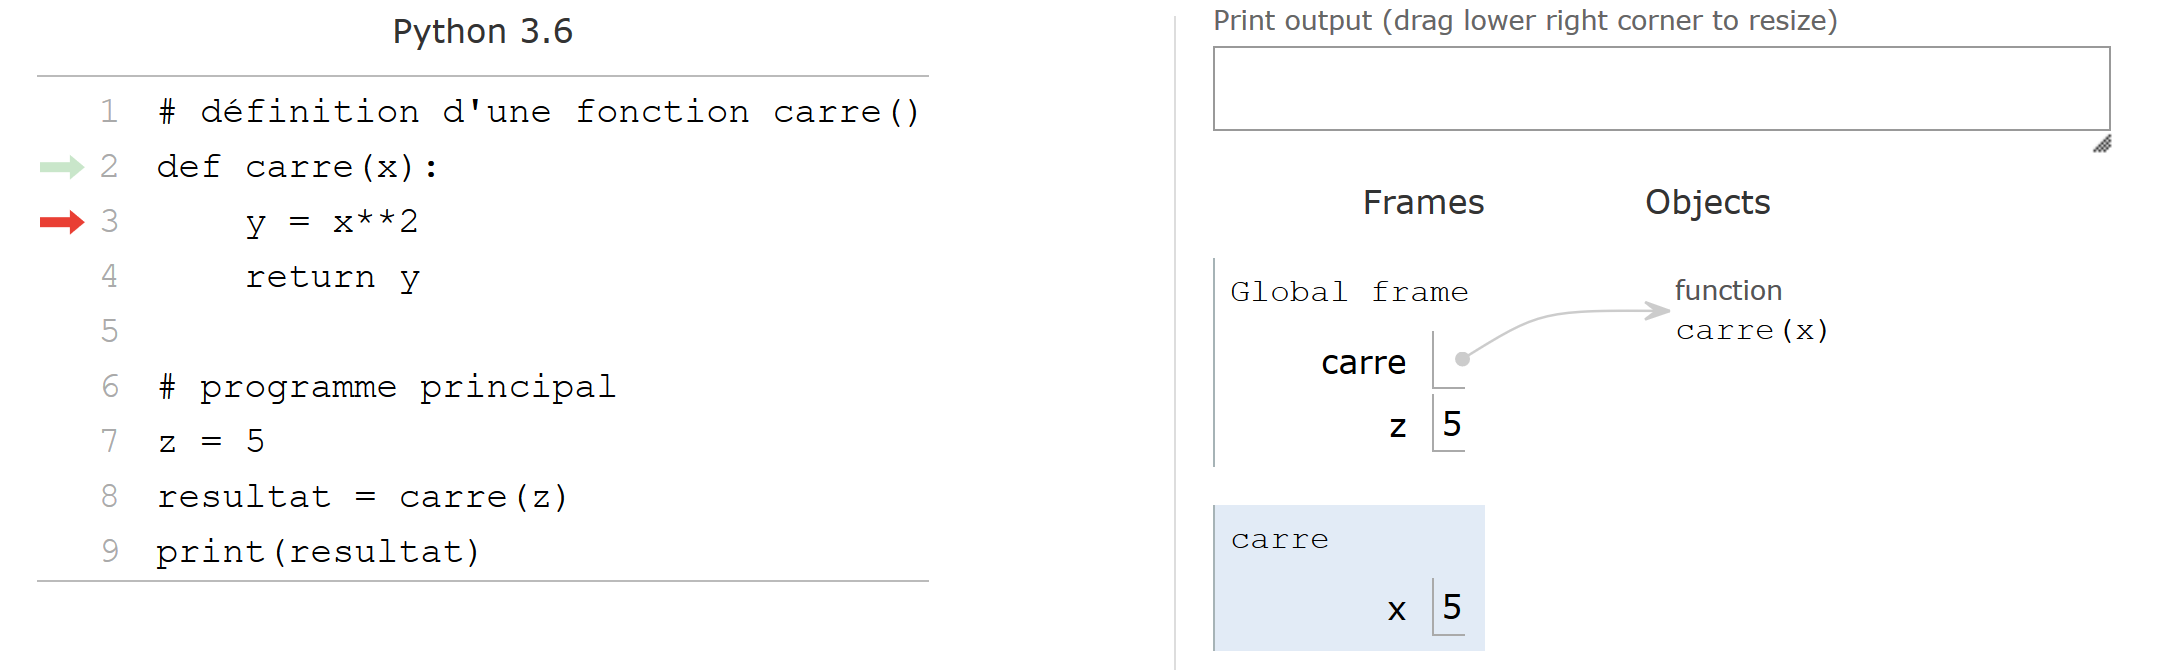 Python 3.6
1 # définition d'une fonction carre()
2 def carre(x):
3     y = x**2
4     return y
5
6 # programme principal
7 z = 5
8 resultat = carre(z)
9 print(resultat)
Print output (drag lower right corner to resize)
Frames Objects
Global frame
carre
z 5
function
carre(x)
carre
x 5